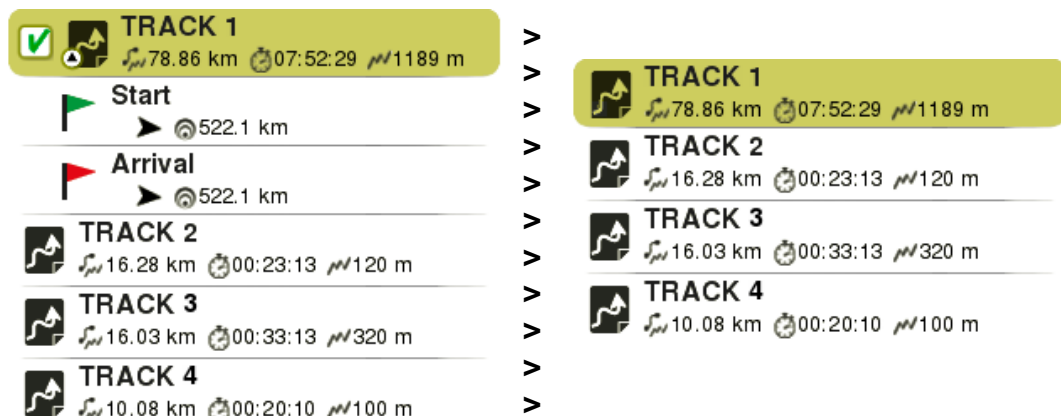 TRACK 1
78.86 km 07:52:29 1189 m
Start
522.1 km
Arrival
522.1 km
TRACK 2
16.28 km 00:23:13 120 m
TRACK 3
16.03 km 00:33:13 320 m
TRACK 4
10.08 km 00:20:10 100 m
>
>
>
>
>
>
>
>
>
>
>
TRACK 1
78.86 km 07:52:29 1189 m
TRACK 2
16.28 km 00:23:13 120 m
TRACK 3
16.03 km 00:33:13 320 m
TRACK 4
10.08 km 00:20:10 100 m